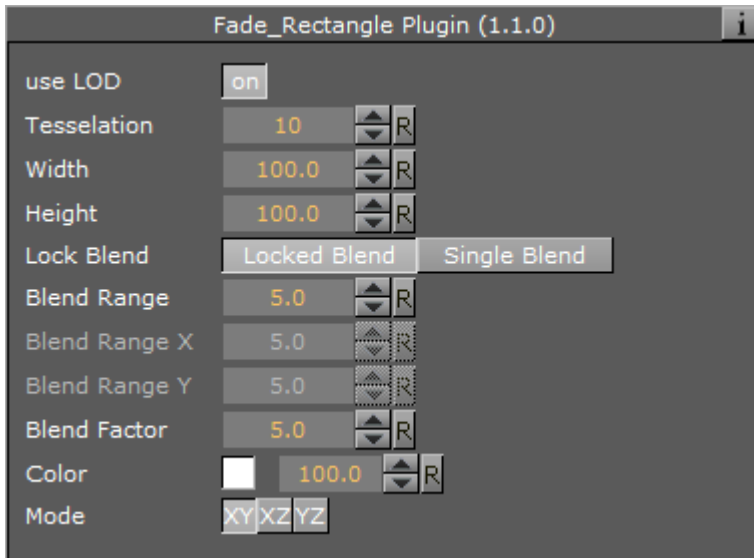 Fade_Rectangle Plugin (1.1.0) i
use LOD on
Tesselation 10 R
Width 100.0 R
Height 100.0 R
Lock Blend Locked Blend Single Blend
Blend Range 5.0 R
Blend Range X 5.0 R
Blend Range Y 5.0 R
Blend Factor 5.0 R
Color 100.0 R
Mode XY XZ YZ